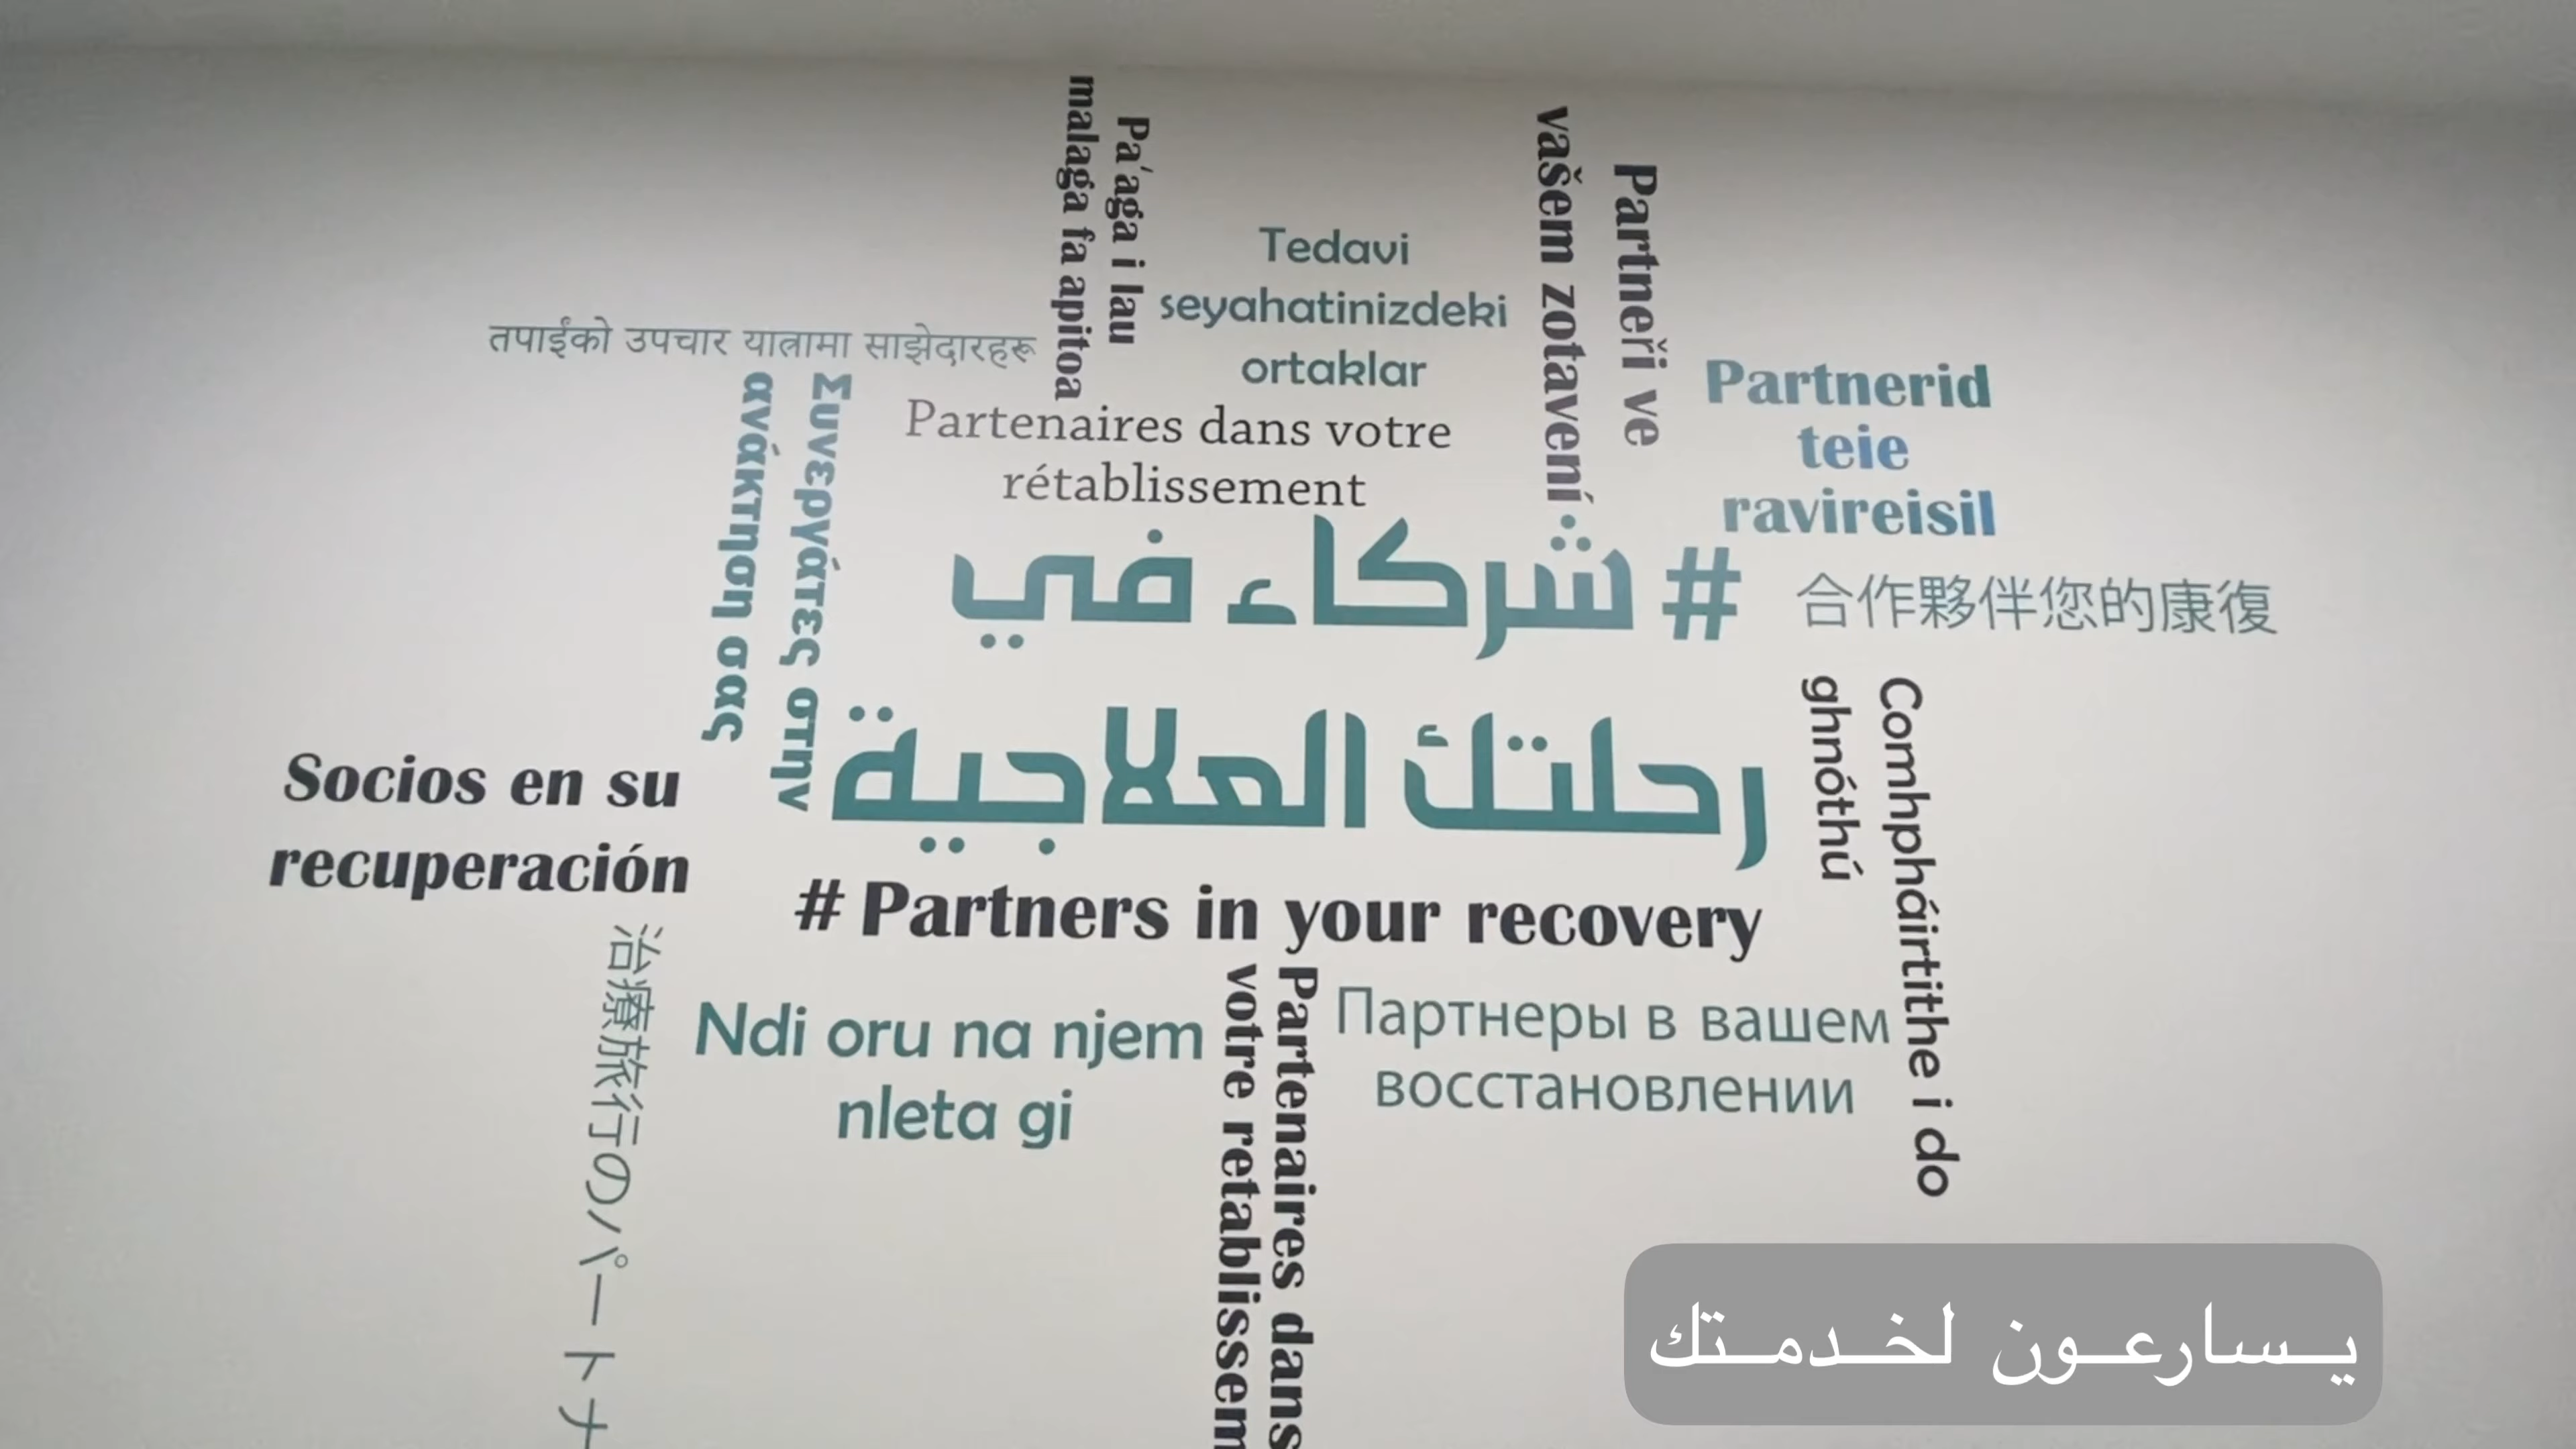 malaga fa apitoa
Pa'aga i lau
Tedavi
seyahatinizdeki
ortaklar
vašem zotavení
Partneři ve
तपाईंको उपचार यात्रामा साझेदारहरू
Partenaires dans votre
rétablissement
Partnerid
teie
ravireisil
Συνεργάτες στην
ανάκτηση σας
# شركاء في
رحلتك العلاجية
合作夥伴您的康復
Comhpháirtithe i do
ghnóthú
Socios en su
recuperación
# Partners in your recovery
治療旅行のパートナ
Ndi oru na njem
nleta gi
Partenaires dans
votre retablissem
Партнеры в вашем
восстановлении
يسارعون لخدمتك